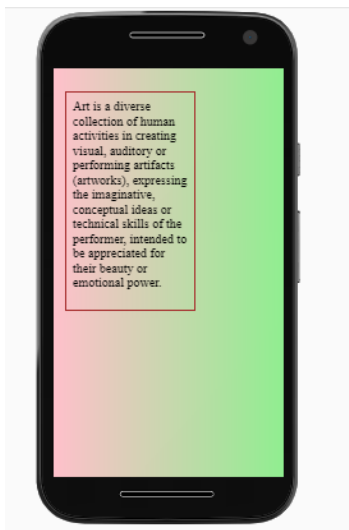 Art is a diverse
collection of human
activities in creating
visual, auditory or
performing artifacts
(artworks), expressing
the imaginative,
conceptual ideas or
technical skills of the
performer, intended to
be appreciated for
their beauty or
emotional power.